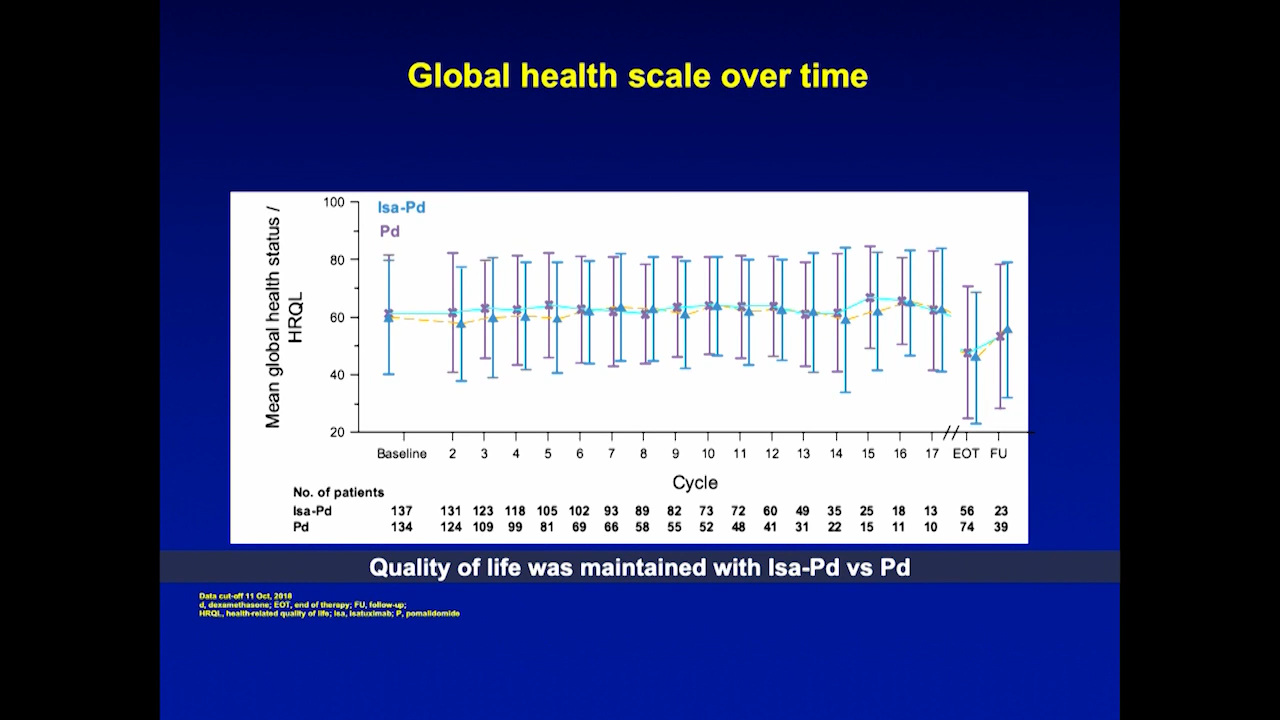 Global health scale over time
Mean global health status /
HRQL
100
80
60
40
20
Isa-Pd
Pd
Baseline 2 3 4 5 6 7 8 9 10 11 12 13 14 15 16 17 EOT FU
Cycle
No. of patients
Isa-Pd 137 131 123 118 105 102 93 89 82 73 72 60 49 35 25 18 13 56 23
Pd 134 124 109 99 81 69 66 58 55 52 48 41 31 22 15 11 10 74 39
Quality of life was maintained with Isa-Pd vs Pd
Data cut-off 11 Oct, 2018
d, dexamethasone; EOT, end of therapy; FU, follow-up;
HRQL, health-related quality of life; Isa, isatuximab; P, pomalidomide